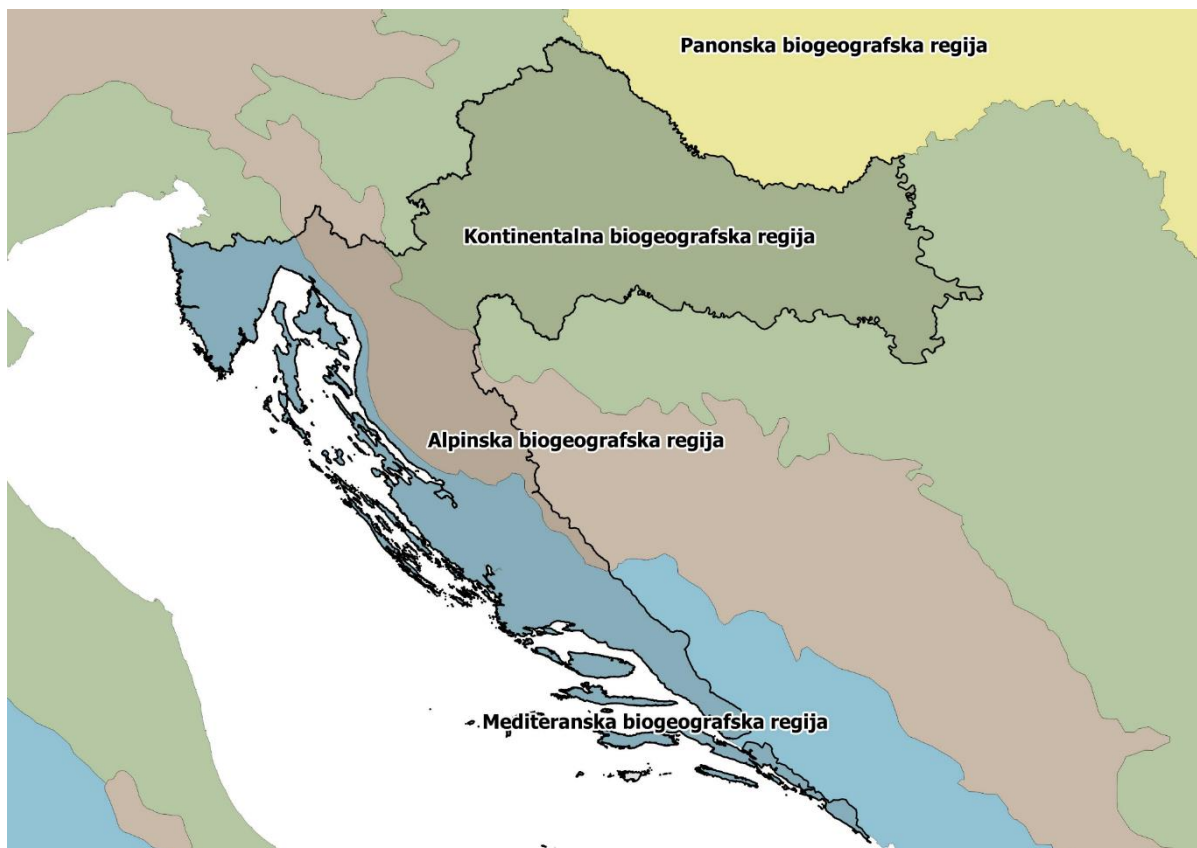 Panonska biogeografska regija
Kontinentalna biogeografska regija
Alpinska biogeografska regija
Mediteranska biogeografska regija